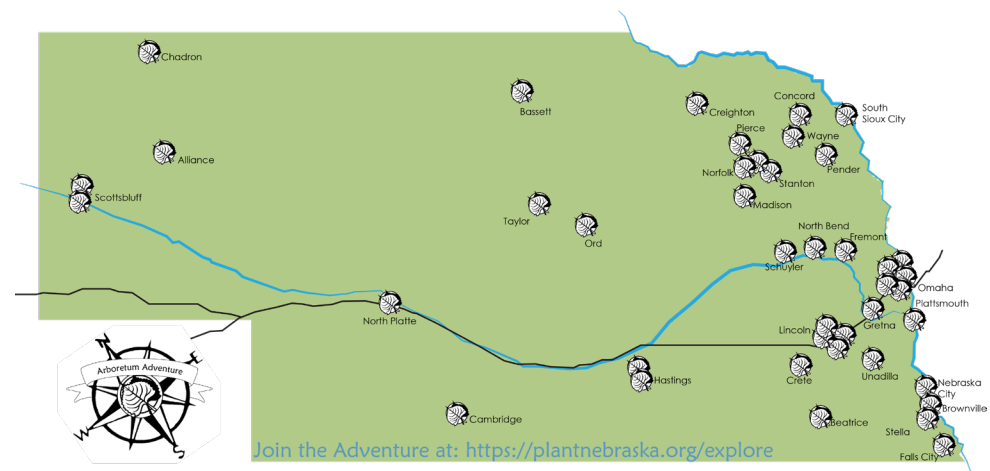 Chadron
Bassett
Concord
Creighton
South
Sioux City
Pierce
Wayne
Alliance
Pender
Norfolk
Stanton
Scottsbluff
Madison
Taylor
Ord
North Bend
Fremont
Schuyler
Omaha
Plattsmouth
North Platte
Gretna
Lincoln
N
E
Arboretum Adventure
W
S
Hastings
Crete
Unadilla
Nebraska
City
Brownville
Cambridge
Beatrice
Stella
Falls City
Join the Adventure at: https://plantnebraska.org/explore